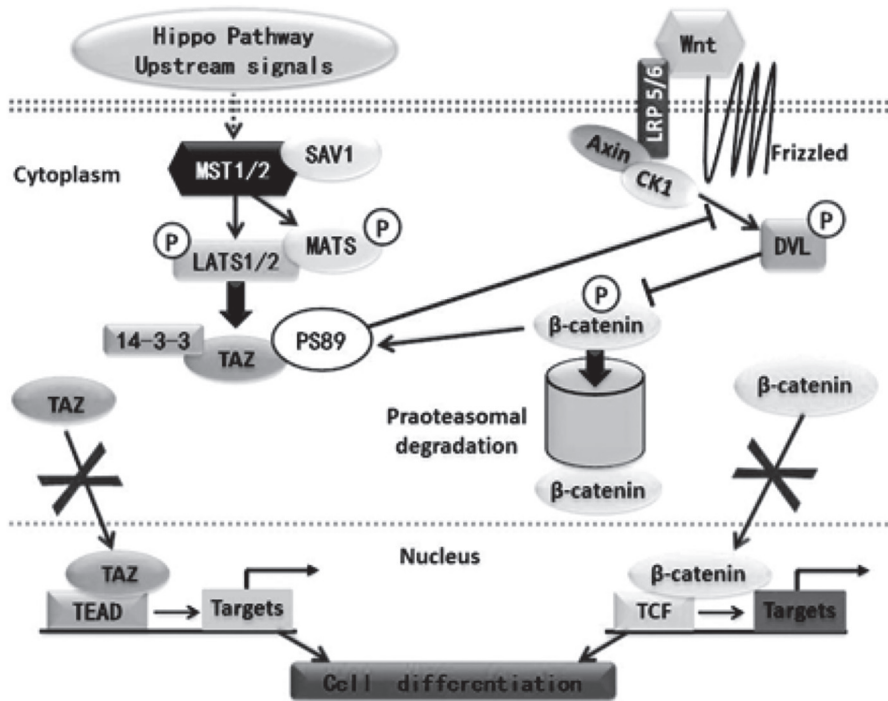 Hippo Pathway
Upstream signals
Wnt
LRP 5/6
Frizzled
Cytoplasm
MST1/2
SAV1
Axin
CK1
P
LATS1/2
MATS
P
DVL
P
14-3-3
TAZ
PS89
P
β-catenin
TAZ
Praoteasomal
degradation
β-catenin
β-catenin
Nucleus
TAZ
TEAD
Targets
β-catenin
TCF
Targets
Cell differentiation